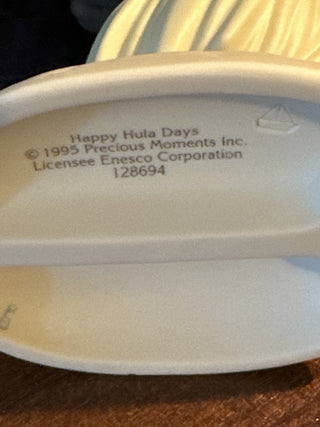 Happy Hula Days
© 1995 Precious Moments Inc.
Licensee Enesco Corporation
128694